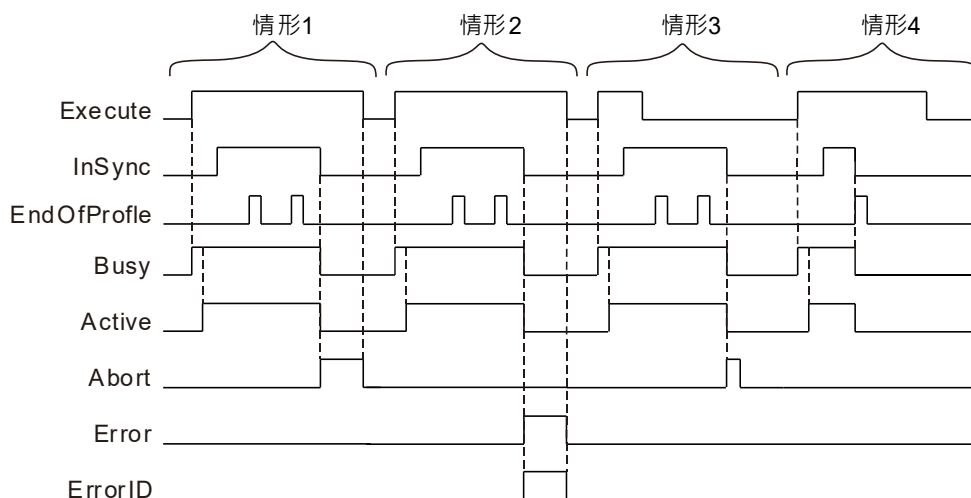 情形1 情形2 情形3 情形4
Execute
InSync
EndOfProfle
Busy
Active
Abort
Error
ErrorID